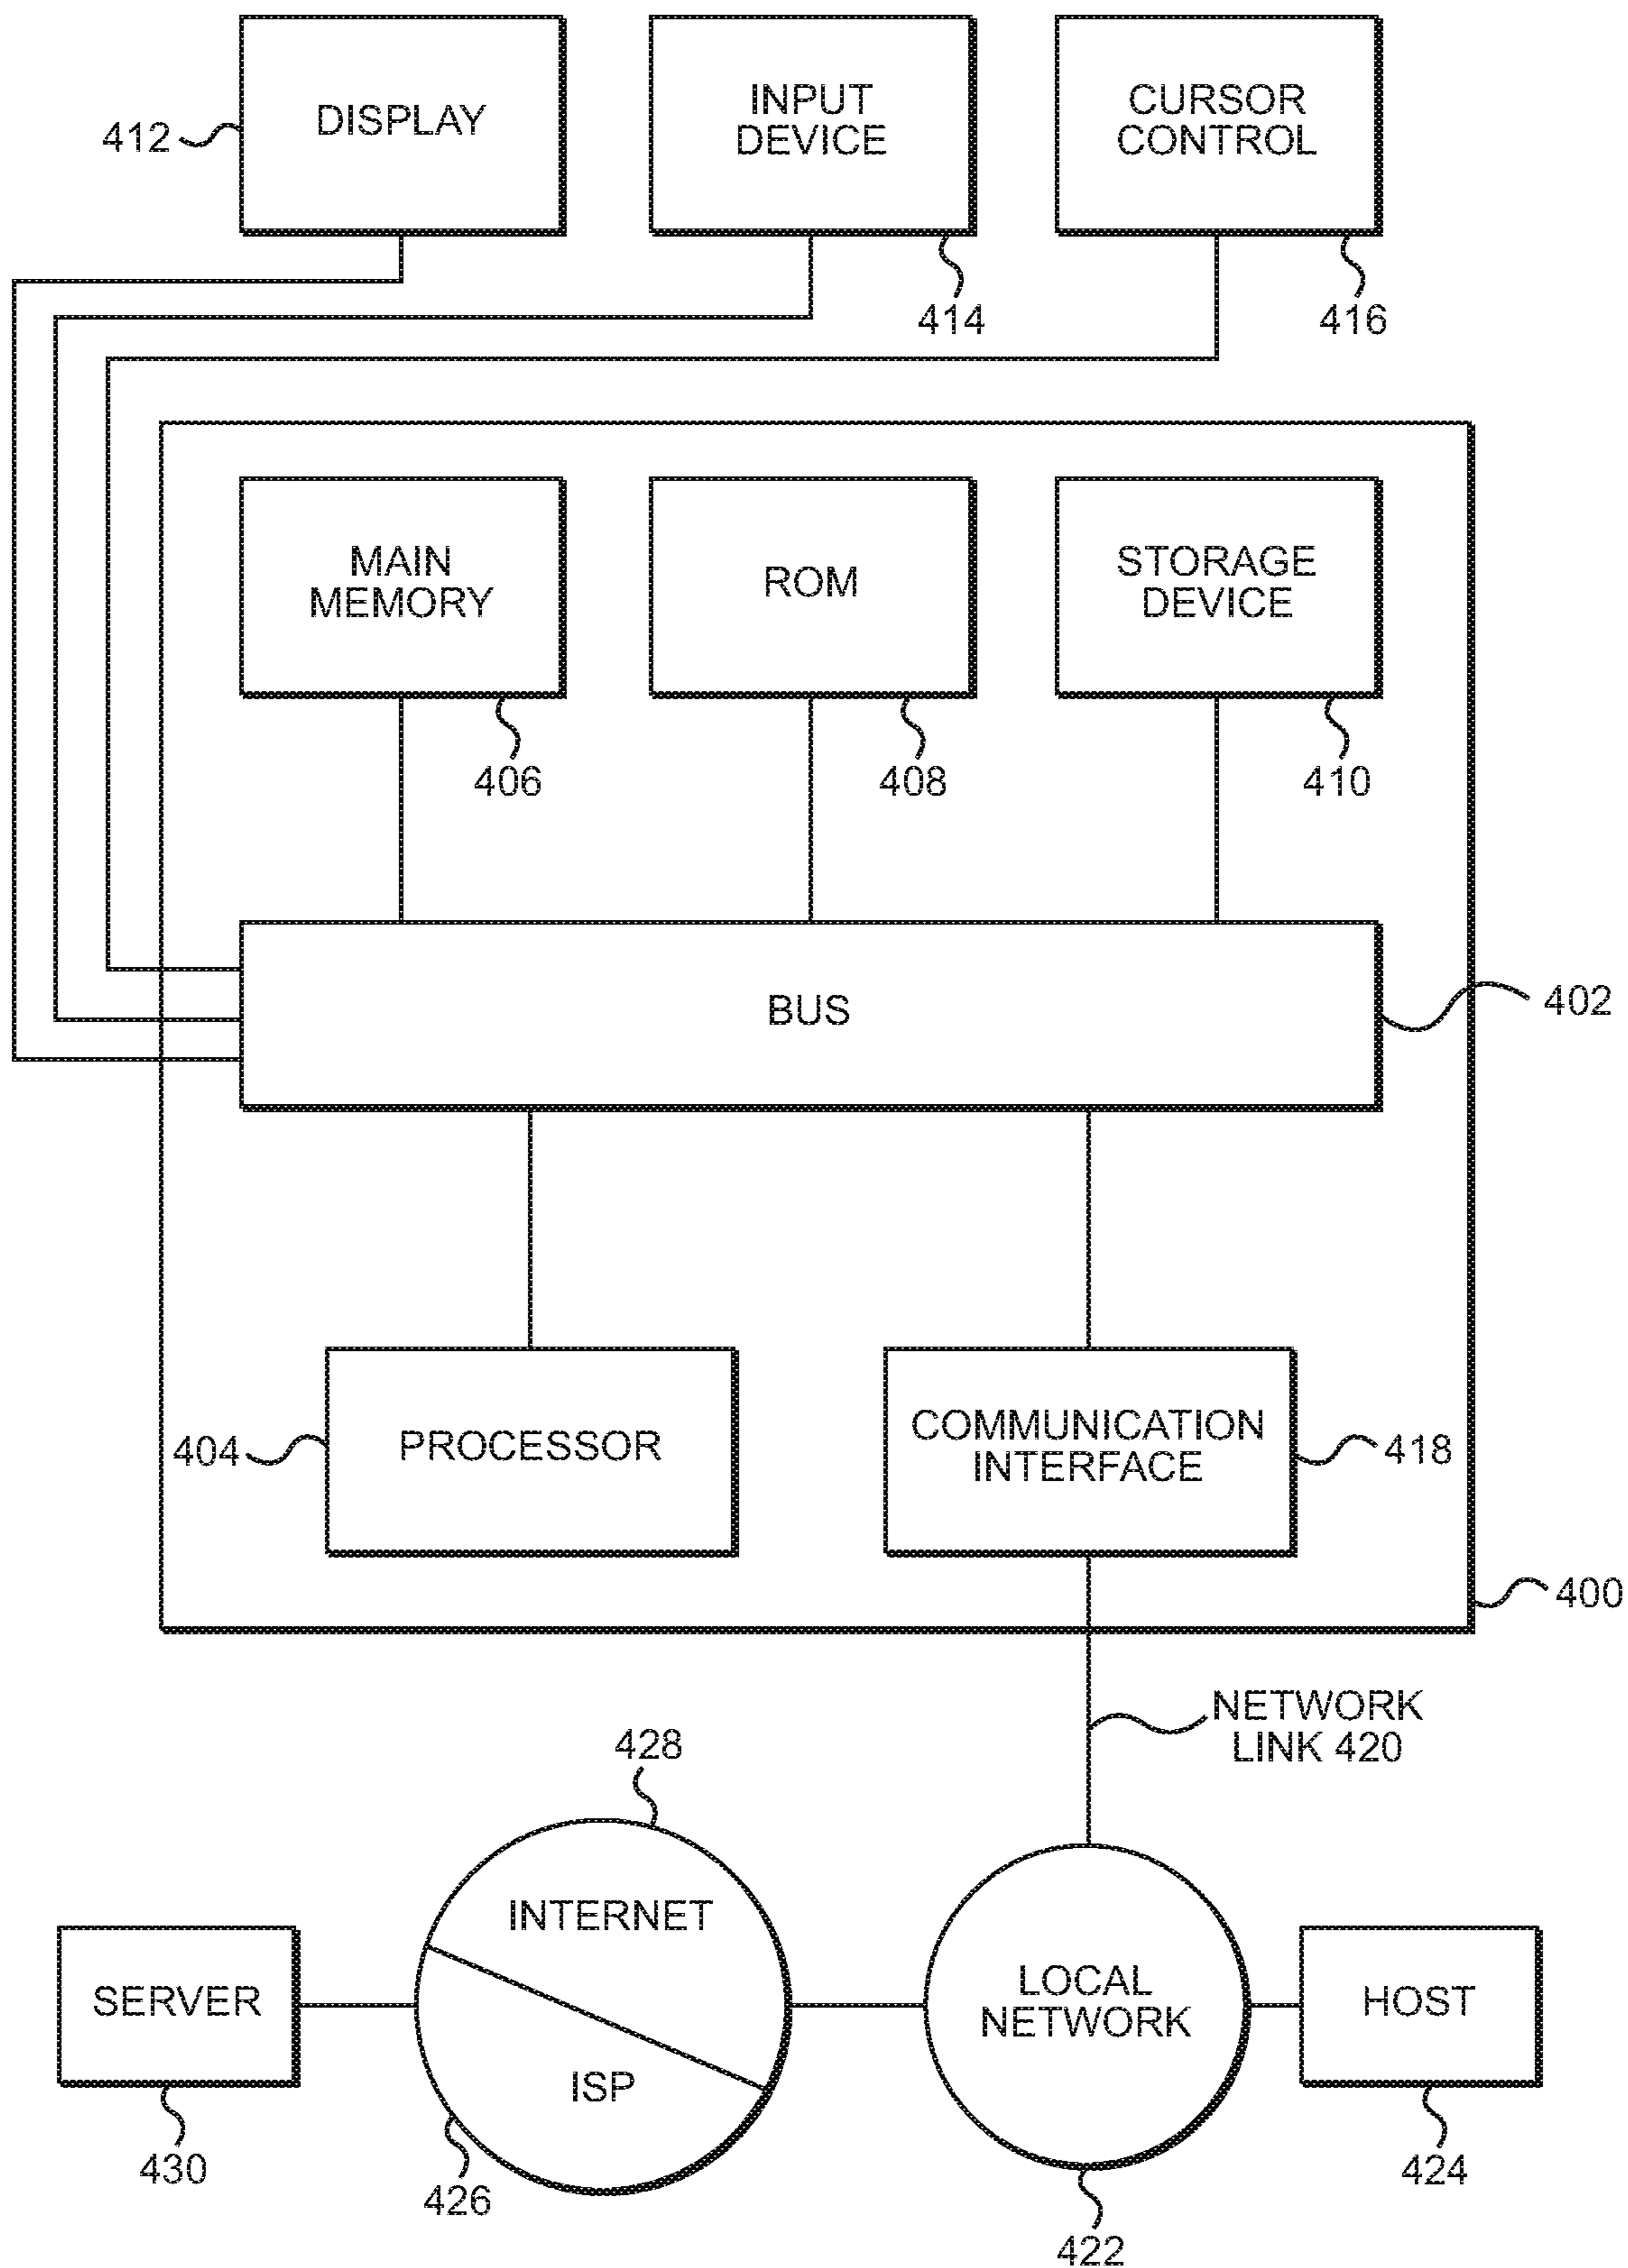 DISPLAY
412
INPUT
DEVICE
414
CURSOR
CONTROL
416
MAIN
MEMORY
406
ROM
408
STORAGE
DEVICE
410
BUS
402
PROCESSOR
404
COMMUNICATION
INTERFACE
418
400
NETWORK
LINK 420
428
INTERNET
ISP
426
SERVER
430
LOCAL
NETWORK
422
HOST
424